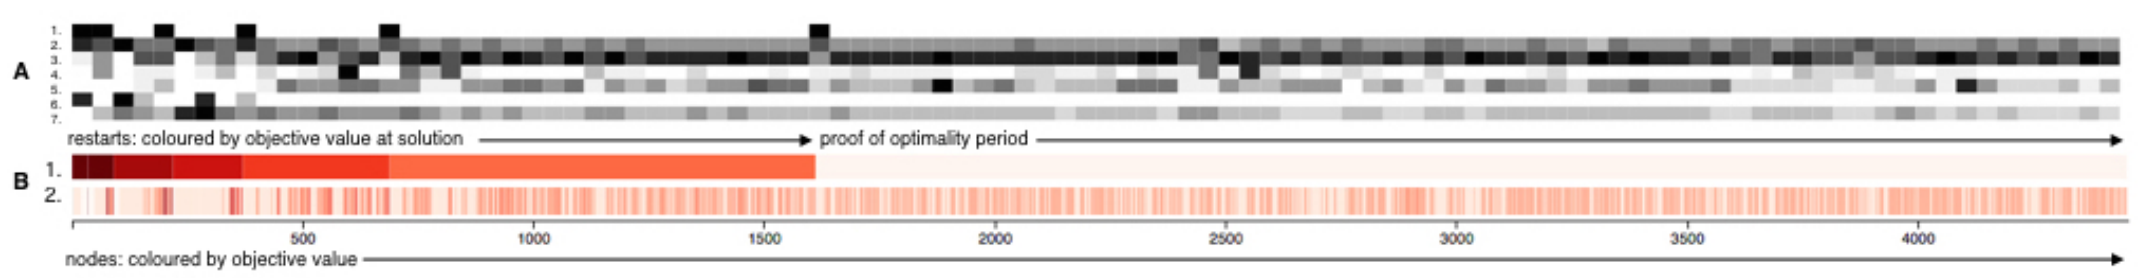 1.
2.
3.
A
4.
5.
6.
7.
restarts: coloured by objective value at solution proof of optimality period
1.
B
2.
500 1000 1500 2000 2500 3000 3500 4000
nodes: coloured by objective value